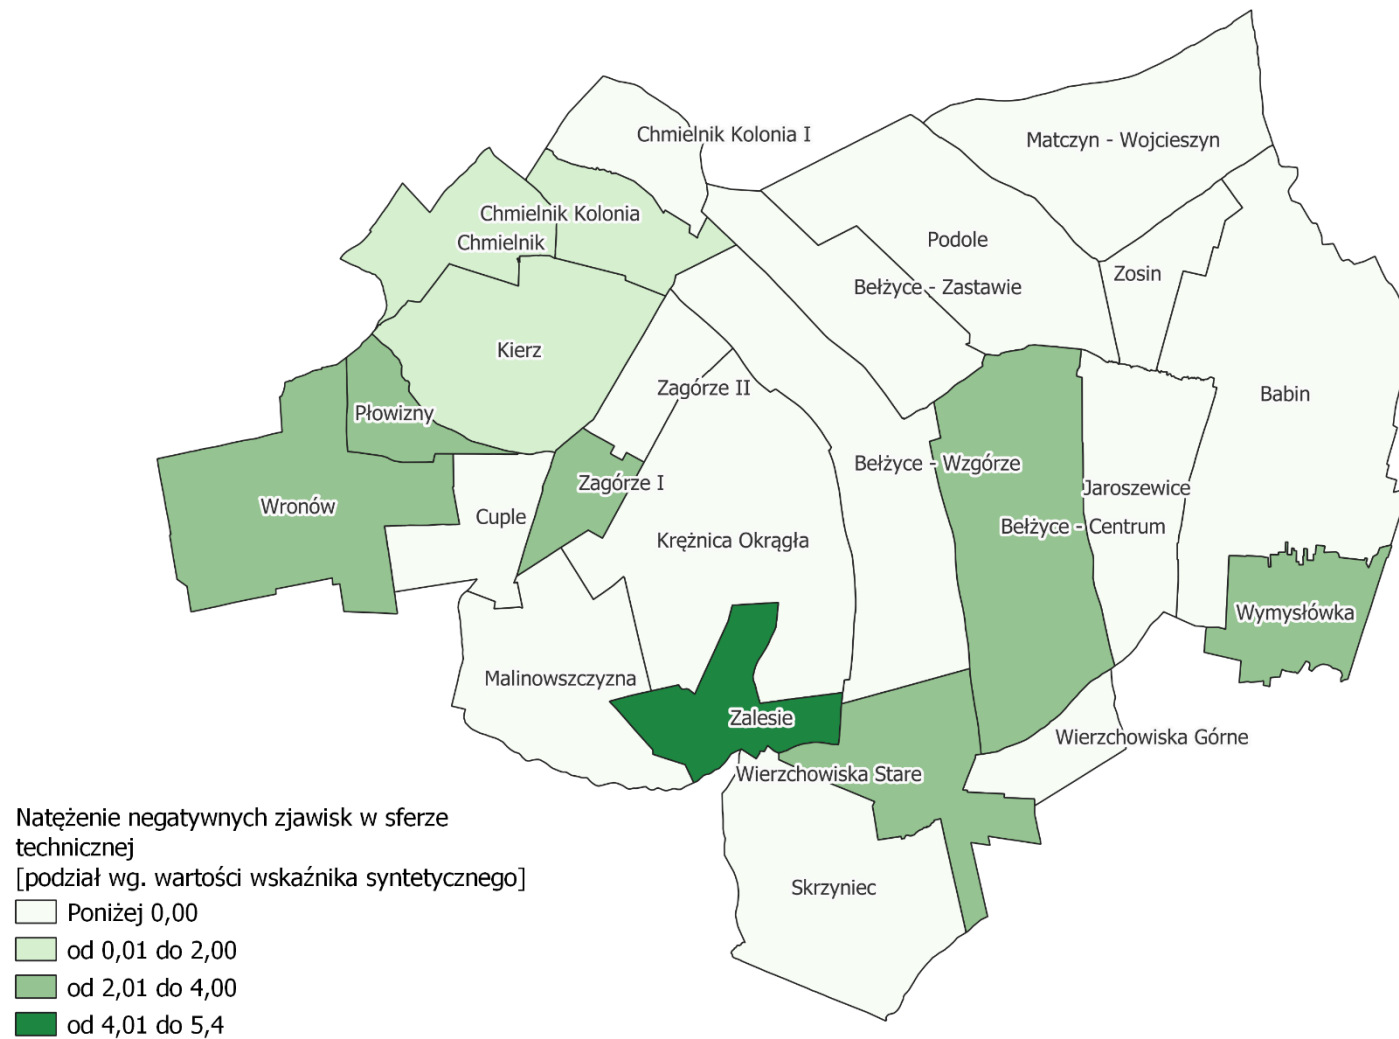 Chmielnik Kolonia I
Matczyn - Wojcieszyn
Chmielnik Kolonia
Chmielnik
Podole
Zosin
Bełżyce - Zastawie
Kierz
Zagórze II
Babin
Płowizny
Bełżyce - Wzgórze
Zagórze I
Jaroszewice
Wronów
Cuple
Bełżyce - Centrum
Krężnica Okrągła
Wymysłówka
Malinowszczyzna
Zalesie
Wierzchowiska Górne
Wierzchowiska Stare
Skrzyniec
Natężenie negatywnych zjawisk w sferze
technicznej
[podział wg. wartości wskaźnika syntetycznego]
Poniżej 0,00
od 0,01 do 2,00
od 2,01 do 4,00
od 4,01 do 5,4